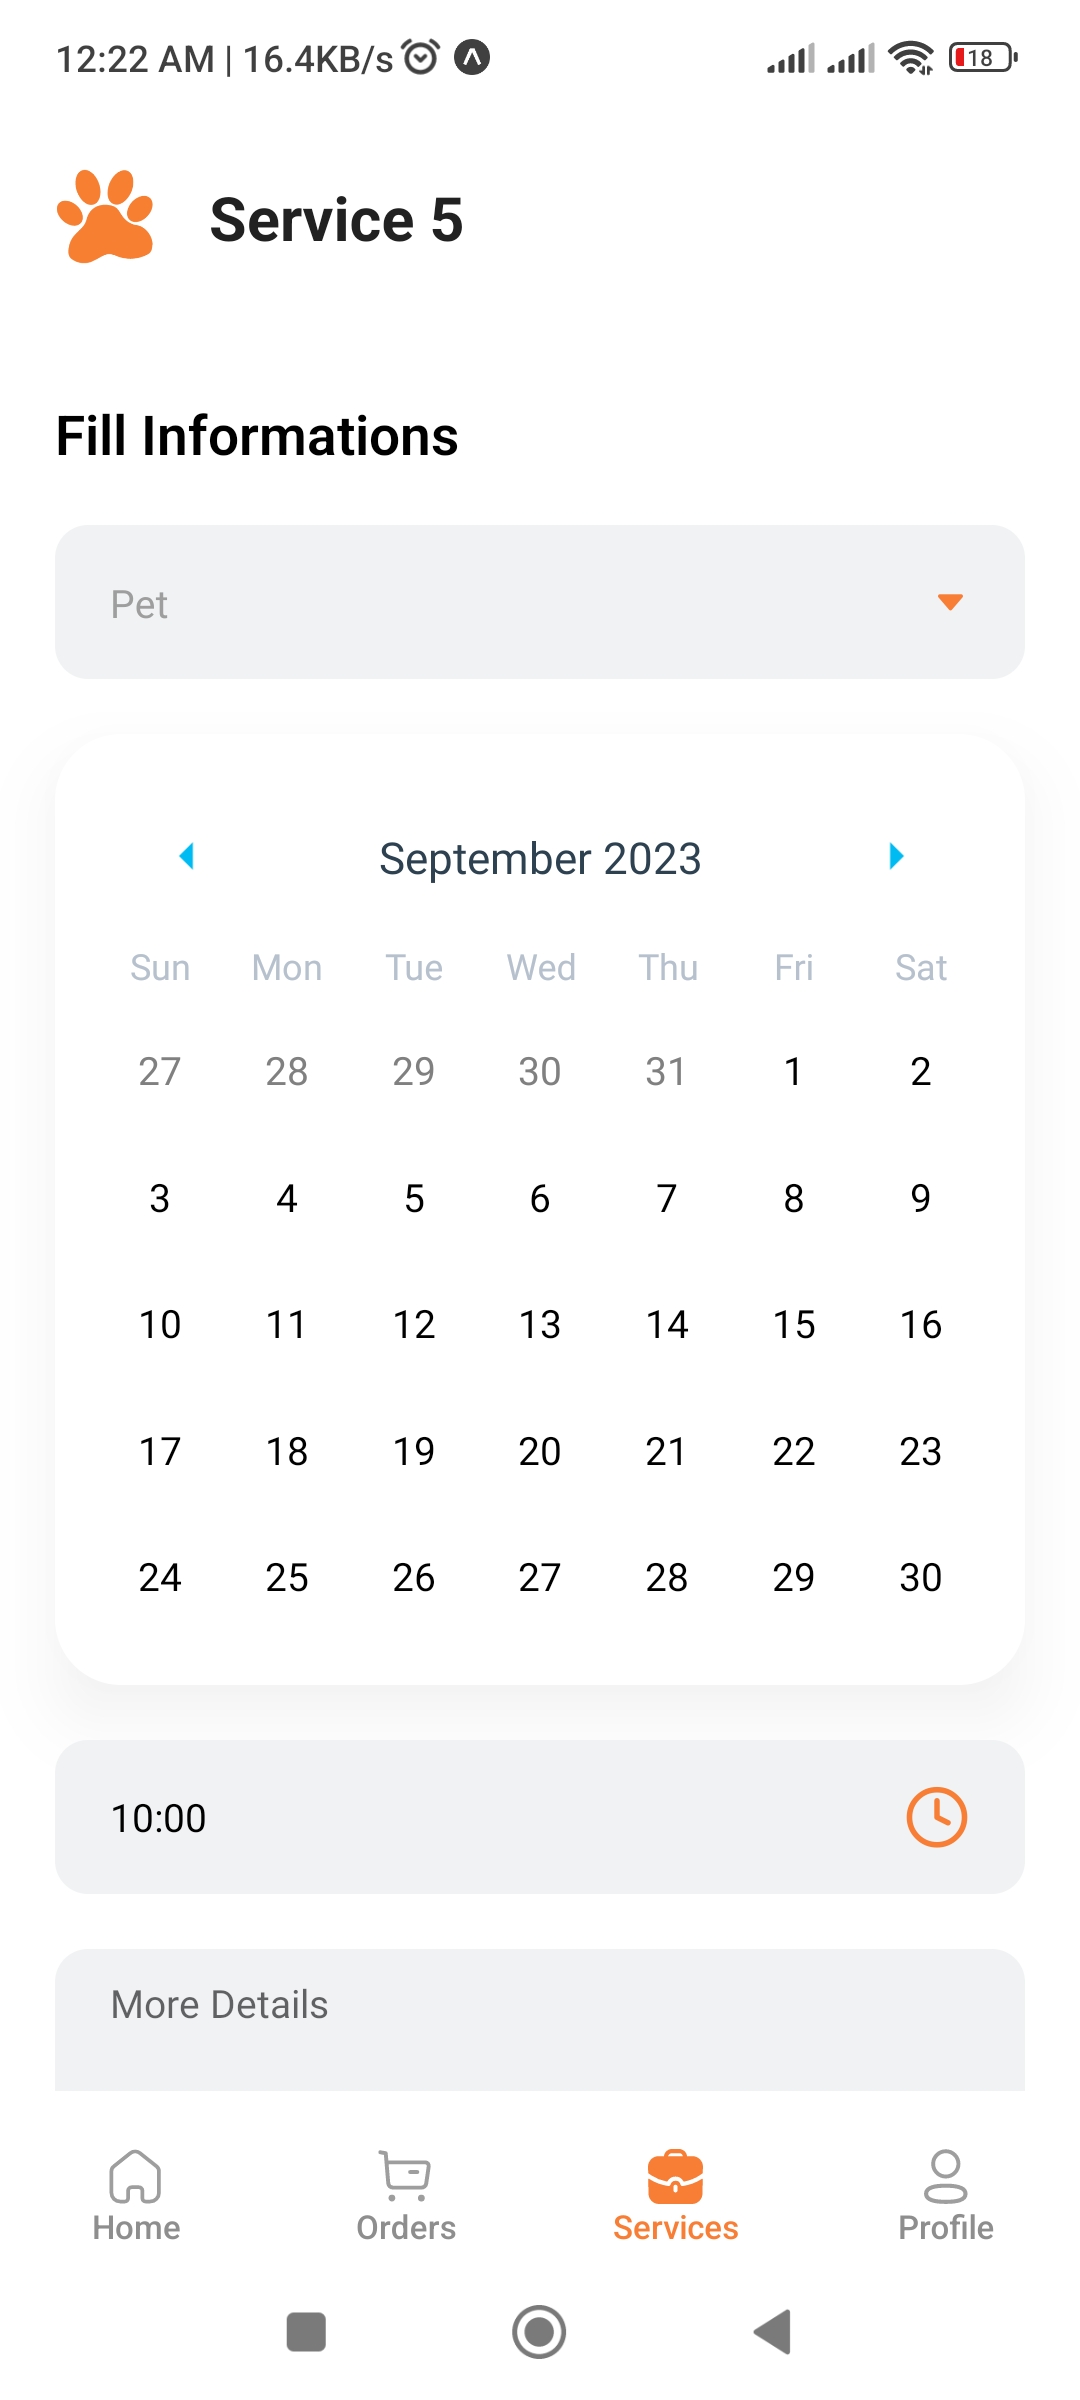 12:22 AM | 16.4KB/s 18
Service 5
Fill Informations
Pet
September 2023
Sun Mon Tue Wed Thu Fri Sat
27 28 29 30 31 1 2
3 4 5 6 7 8 9
10 11 12 13 14 15 16
17 18 19 20 21 22 23
24 25 26 27 28 29 30
10:00
More Details
Home Orders Services Profile